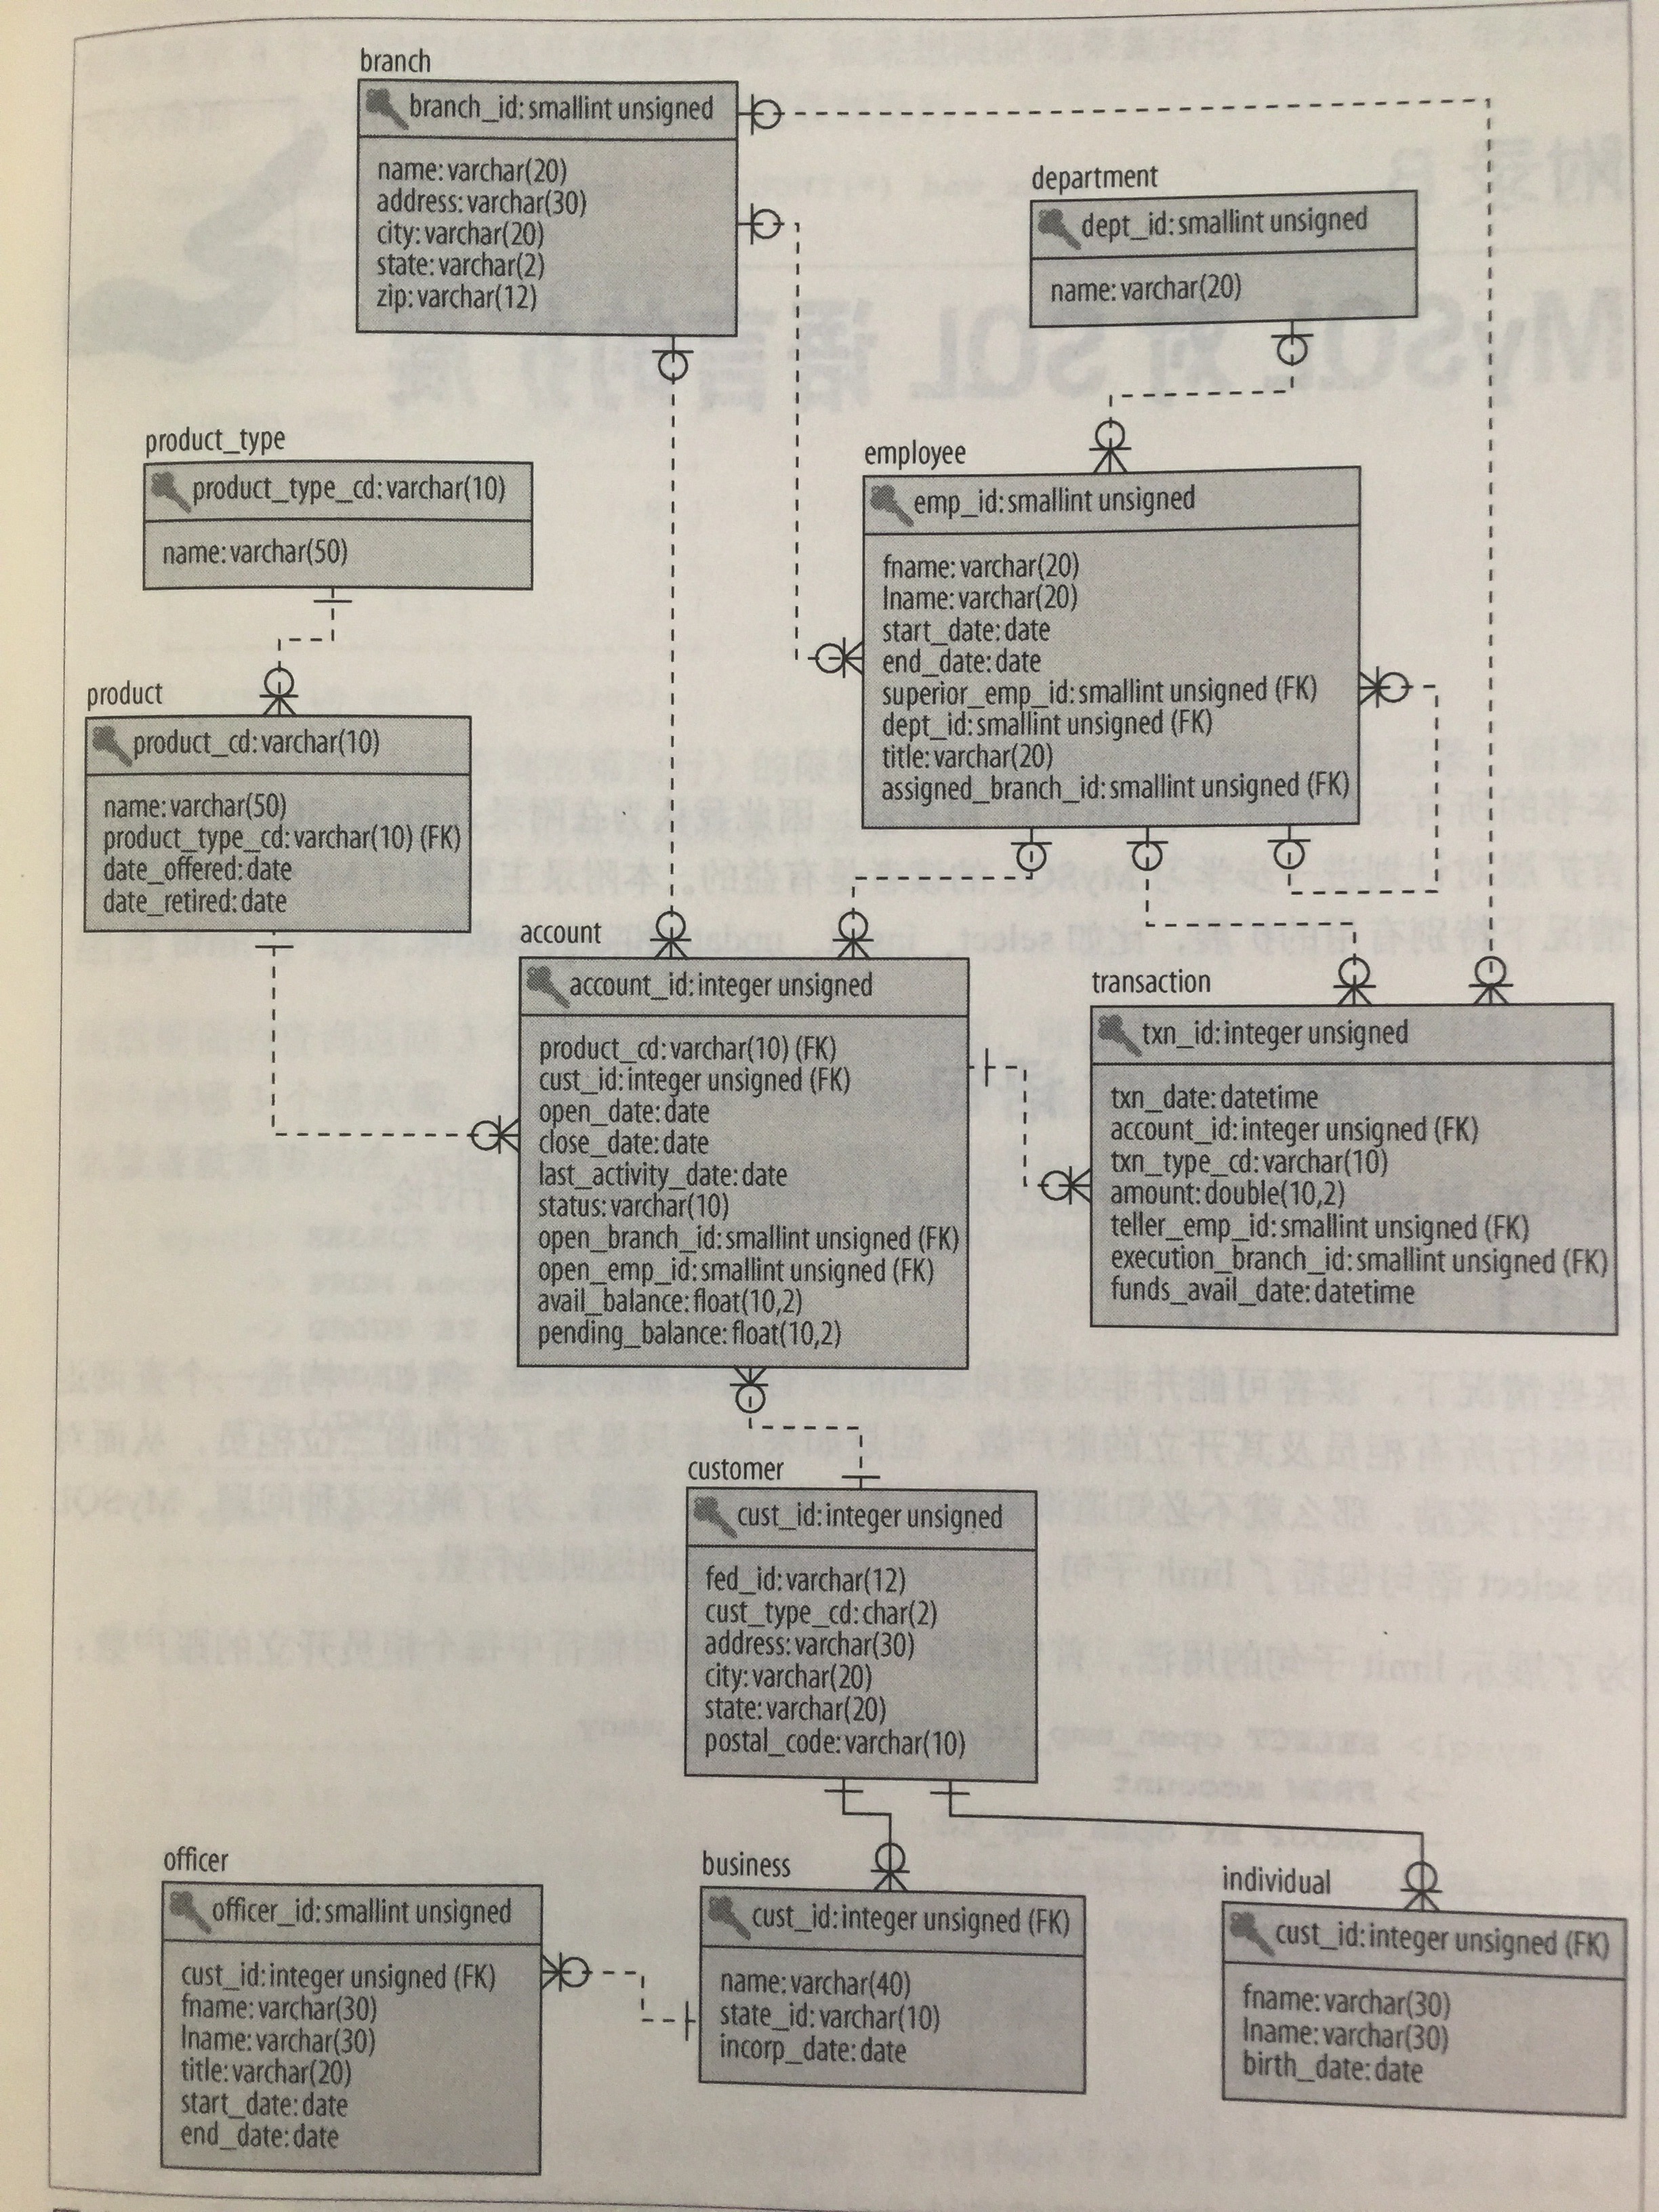 branch
branch_id: smallint unsigned
name: varchar(20)
address: varchar(30)
city: varchar(20)
state: varchar(2)
zip: varchar(12)
department
dept_id: smallint unsigned
name: varchar(20)
product_type
product_type_cd: varchar(10)
name: varchar(50)
employee
emp_id: smallint unsigned
fname: varchar(20)
lname: varchar(20)
start_date: date
end_date: date
superior_emp_id: smallint unsigned (FK)
dept_id: smallint unsigned (FK)
title: varchar(20)
assigned_branch_id: smallint unsigned (FK)
product
product_cd: varchar(10)
name: varchar(50)
product_type_cd: varchar(10) (FK)
date_offered: date
date_retired: date
account
account_id: integer unsigned
product_cd: varchar(10) (FK)
cust_id: integer unsigned (FK)
open_date: date
close_date: date
last_activity_date: date
status: varchar(10)
open_branch_id: smallint unsigned (FK)
open_emp_id: smallint unsigned (FK)
avail_balance: float(10,2)
pending_balance: float(10,2)
transaction
txn_id: integer unsigned
txn_date: datetime
account_id: integer unsigned (FK)
txn_type_cd: varchar(10)
amount: double(10,2)
teller_emp_id: smallint unsigned (FK)
execution_branch_id: smallint unsigned (FK)
funds_avail_date: datetime
customer
cust_id: integer unsigned
fed_id: varchar(12)
cust_type_cd: char(2)
address: varchar(30)
city: varchar(20)
state: varchar(20)
postal_code: varchar(10)
officer
officer_id: smallint unsigned
cust_id: integer unsigned (FK)
fname: varchar(30)
lname: varchar(30)
title: varchar(20)
start_date: date
end_date: date
business
cust_id: integer unsigned (FK)
name: varchar(40)
state_id: varchar(10)
incorp_date: date
individual
cust_id: integer unsigned (FK)
fname: varchar(30)
lname: varchar(30)
birth_date: date